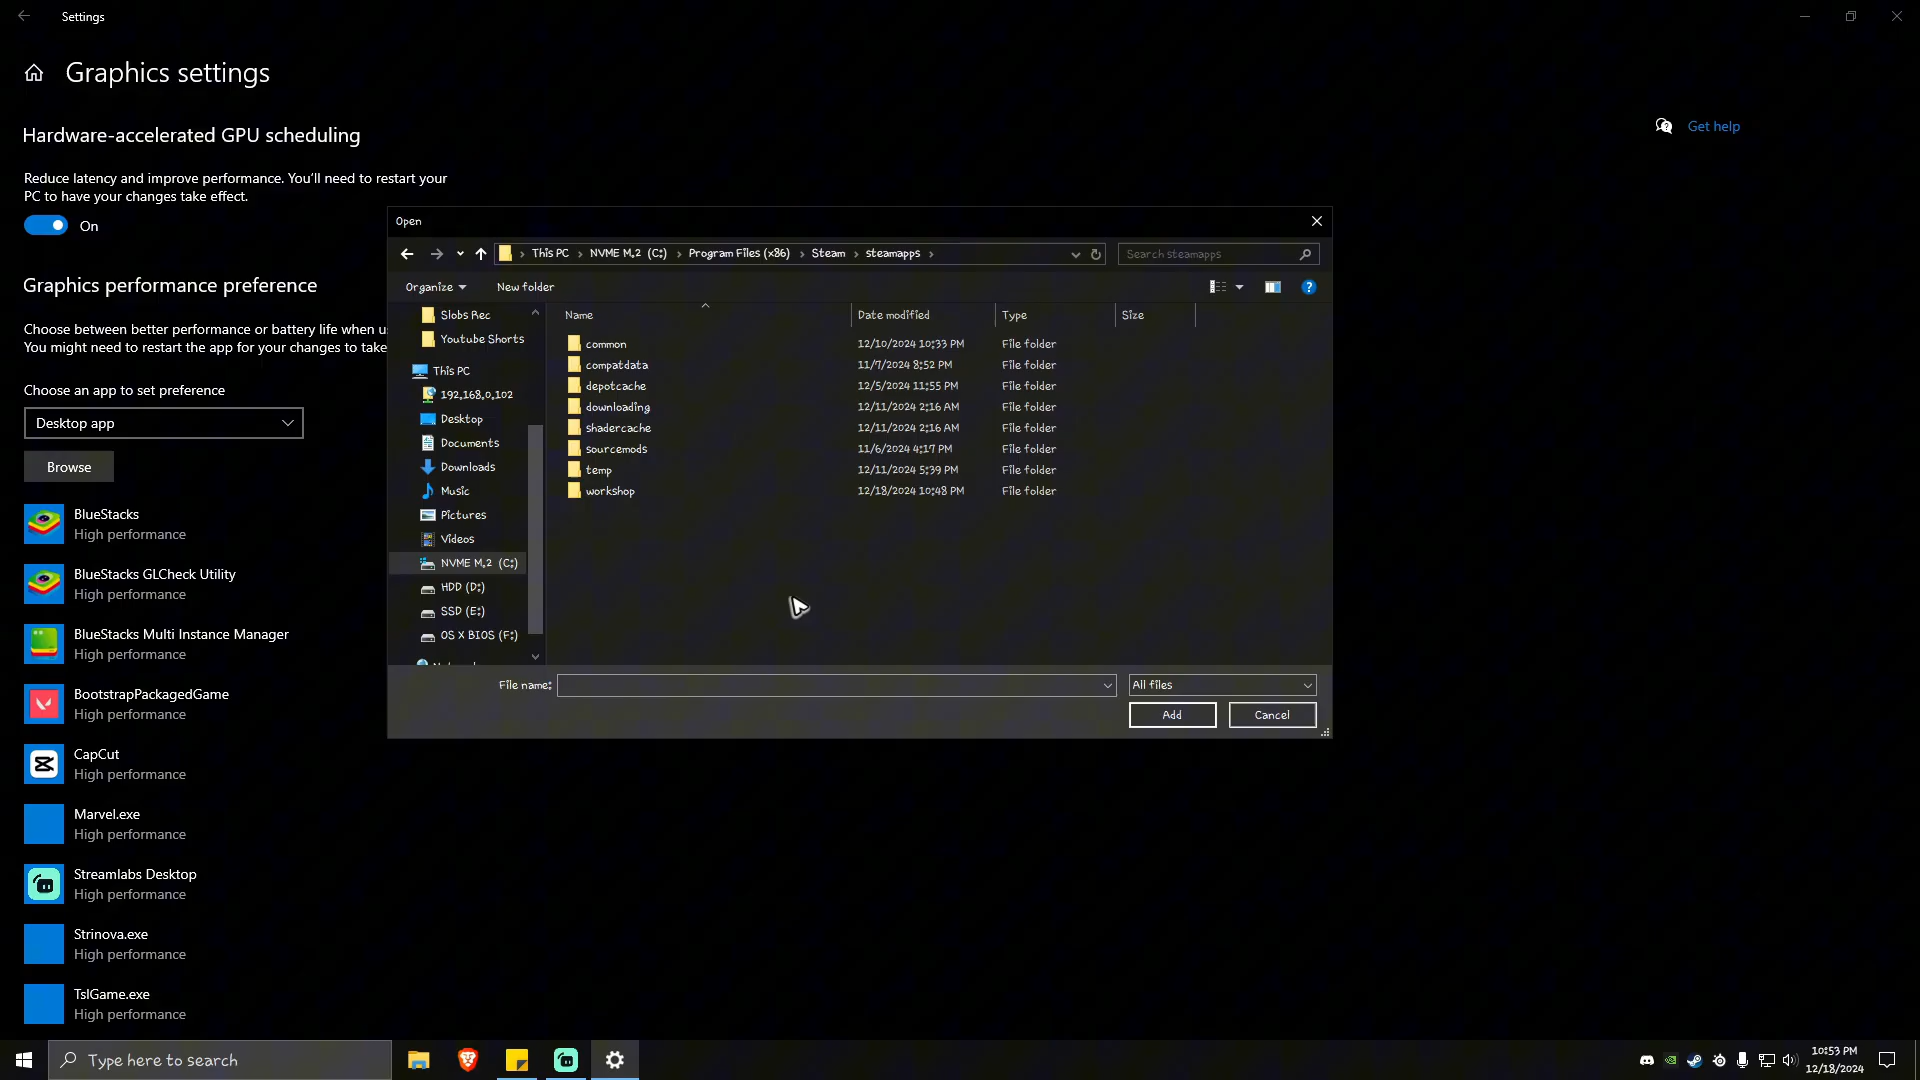 Settings
Graphics settings
Hardware-accelerated GPU scheduling
Reduce latency and improve performance. You'll need to restart your
PC to have your changes take effect.
On
Graphics performance preference
Choose between better performance or battery life when u
You might need to restart the app for your changes to take
Choose an app to set preference
Desktop app
Browse
BlueStacks
High performance
BlueStacks GLCheck Utility
High performance
BlueStacks Multi Instance Manager
High performance
BootstrapPackagedGame
High performance
CapCut
High performance
Marvel.exe
High performance
Streamlabs Desktop
High performance
Strinova.exe
High performance
TslGame.exe
High performance
Get help
Open
This PC > NVME M.2 (C:) > Program Files (x86) > Steam > steamapps >
Search steamapps
Organize
New folder
?
Slobs Rec
Youtube Shorts
This PC
192.168.0.102
Desktop
Documents
Downloads
Music
Pictures
Videos
NVME M.2 (C:)
HDD (D:)
SSD (E:)
OS X BIOS (F:)
Name Date modified Type Size
common 12/10/2024 10:33 PM File folder
compatdata 11/7/2024 8:52 PM File folder
depotcache 12/5/2024 11:55 PM File folder
downloading 12/11/2024 2:16 AM File folder
shadercache 12/11/2024 2:16 AM File folder
sourcemods 11/6/2024 4:17 PM File folder
temp 12/11/2024 5:39 PM File folder
workshop 12/18/2024 10:48 PM File folder
File name:
All files
Add
Cancel
Type here to search
10:53 PM
12/18/2024